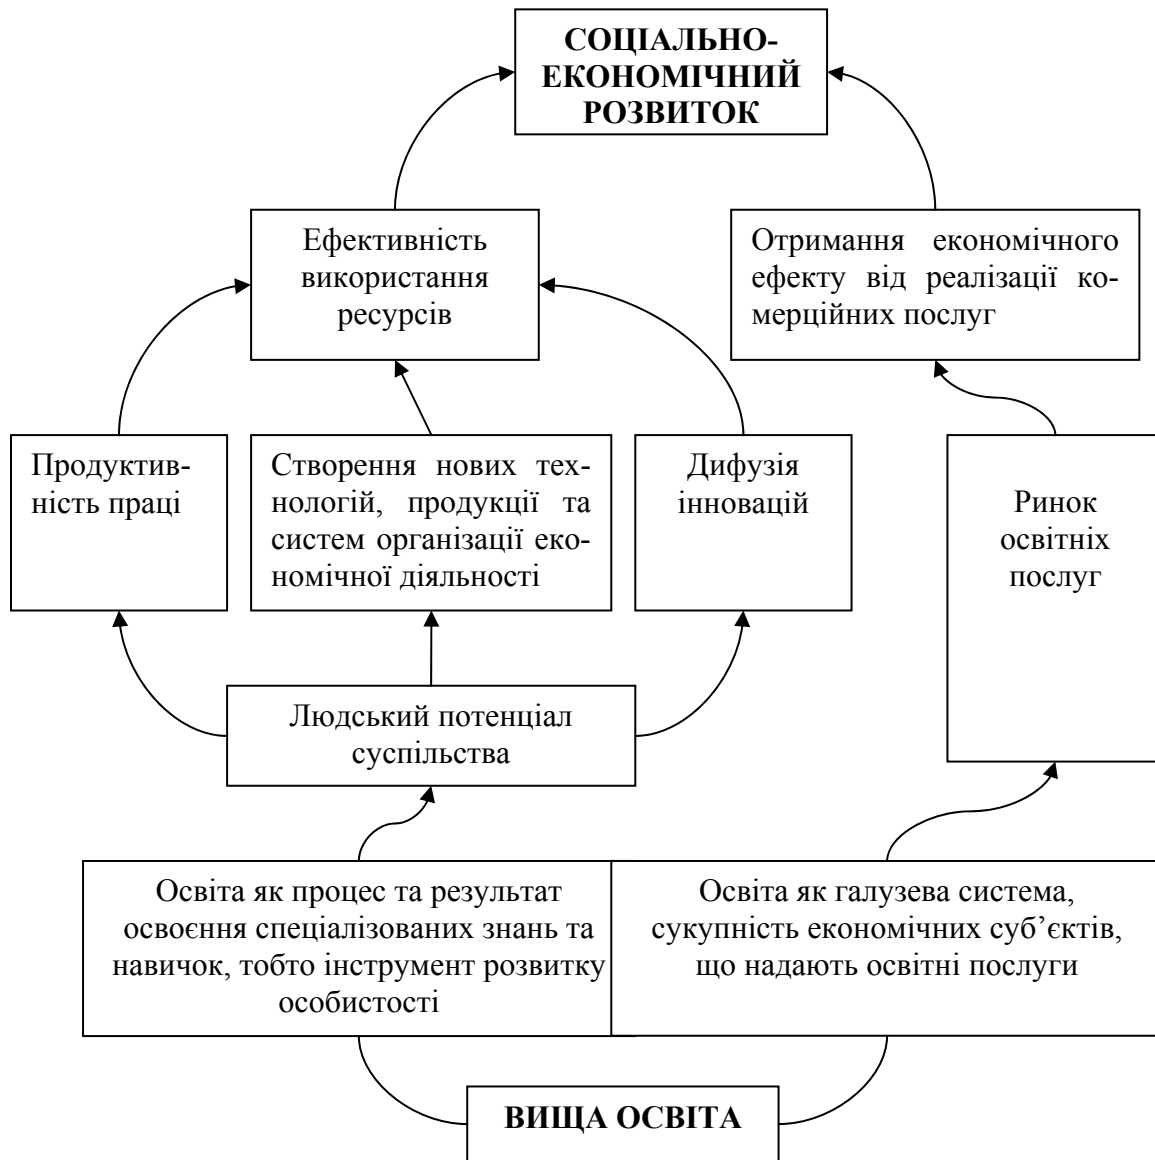 СОЦІАЛЬНО-
ЕКОНОМІЧНИЙ
РОЗВИТОК
Ефективність
використання
ресурсів
Отримання економічного
ефекту від реалізації ко-
мерційних послуг
Продуктив-
ність праці
Створення нових тех-
нологій, продукції та
систем організації еко-
номічної діяльності
Дифузія
інновацій
Ринок
освітніх
послуг
Людський потенціал
суспільства
Освіта як процес та результат
освоєння спеціалізованих знань та
навичок, тобто інструмент розвитку
особистості
Освіта як галузева система,
сукупність економічних суб’єктів,
що надають освітні послуги
ВИЩА ОСВІТА